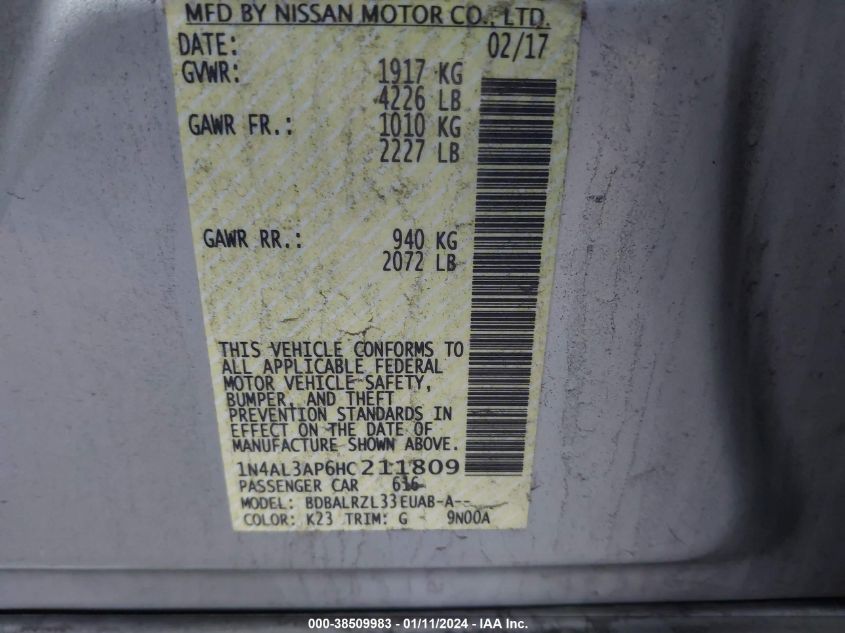 MFD BY NISSAN MOTOR CO., LTD.
DATE: 02/17
GVWR: 1917 KG
4226 LB
GAWR FR.: 1010 KG
2227 LB
GAWR RR.: 940 KG
2072 LB
THIS VEHICLE CONFORMS TO
ALL APPLICABLE FEDERAL
MOTOR VEHICLE SAFETY,
BUMPER, AND THEFT
PREVENTION STANDARDS IN
EFFECT ON THE DATE OF
MANUFACTURE SHOWN ABOVE.
1N4AL3AP6HC211809
PASSENGER CAR 616
MODEL: BDBALRZL33EUAB-A--
COLOR: K23 TRIM: G 9N00A
000-38509983 - 01/11/2024 - IAA Inc.